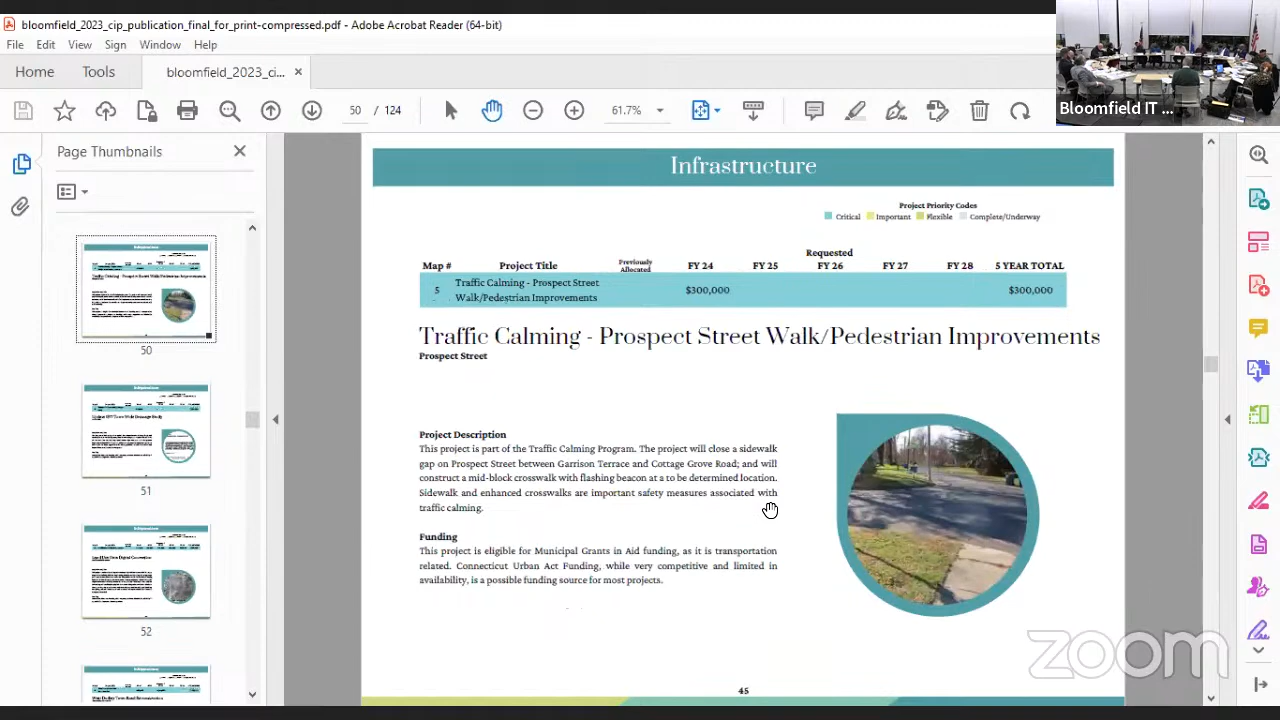 bloomfield_2023_cip_publication_final_for_print-compressed.pdf - Adobe Acrobat Reader (64-bit)
File Edit View Sign Window Help
Home Tools bloomfield_2023_ci...
50 / 124 61.7%
Bloomfield IT ...
Page Thumbnails
50
51
52
Infrastructure
Project Priority Codes
Critical Important Flexible Complete/Underway
Requested
Map # Project Title Previously Allocated FY 24 FY 25 FY 26 FY 27 FY 28 5 YEAR TOTAL
5 Traffic Calming - Prospect Street $300,000 $300,000
Walk/Pedestrian Improvements
Traffic Calming - Prospect Street Walk/Pedestrian Improvements
Prospect Street
Project Description
This project is part of the Traffic Calming Program. The project will close a sidewalk
gap on Prospect Street between Garrison Terrace and Cottage Grove Road; and will
construct a mid-block crosswalk with flashing beacon at a to be determined location.
Sidewalk and enhanced crosswalks are important safety measures associated with
traffic calming.
Funding
This project is eligible for Municipal Grants in Aid funding, as it is transportation
related. Connecticut Urban Act Funding, while very competitive and limited in
availability, is a possible funding source for most projects.
45
zoom